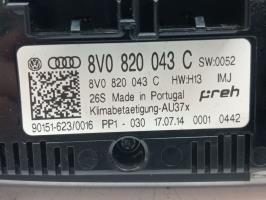 8V0 820 043 C SW:0052
8V0 820 043 C HW:H13 IMJ
26S Made in Portugal preh
Klimabetaetigung-AU37x
90151-623/0016 PP1 - 030 17.07.14 0001 0442